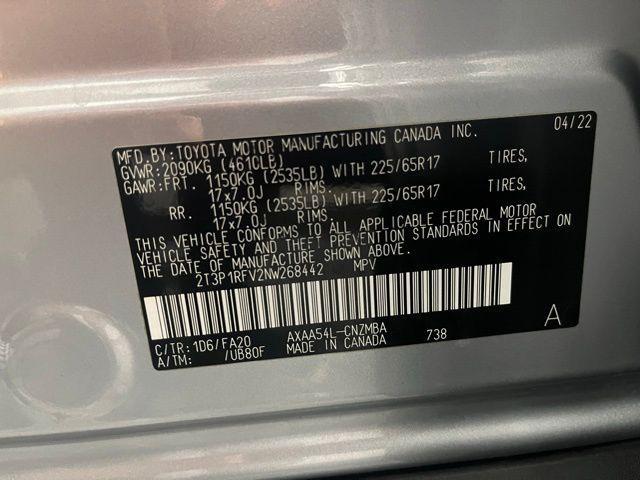 MFD.BY:TOYOTA MOTOR MANUFACTURING CANADA INC. 04/22
GVWR:2090KG (4610LB)
GAWR:FRT. 1150KG (2535LB) WITH 225/65R17 TIRES,
17x7.0J RIMS.
RR. 1150KG (2535LB) WITH 225/65R17 TIRES,
17x7.0J RIMS.
THIS VEHICLE CONFORMS TO ALL APPLICABLE FEDERAL MOTOR
VEHICLE SAFETY AND THEFT PREVENTION STANDARDS IN EFFECT ON
THE DATE OF MANUFACTURE SHOWN ABOVE.
2T3P1RFV2NW268442 MPV
C/TR: 1D6/FA20 AXAA54L-CNZMBA 738 A
A/TM: /UB80F MADE IN CANADA